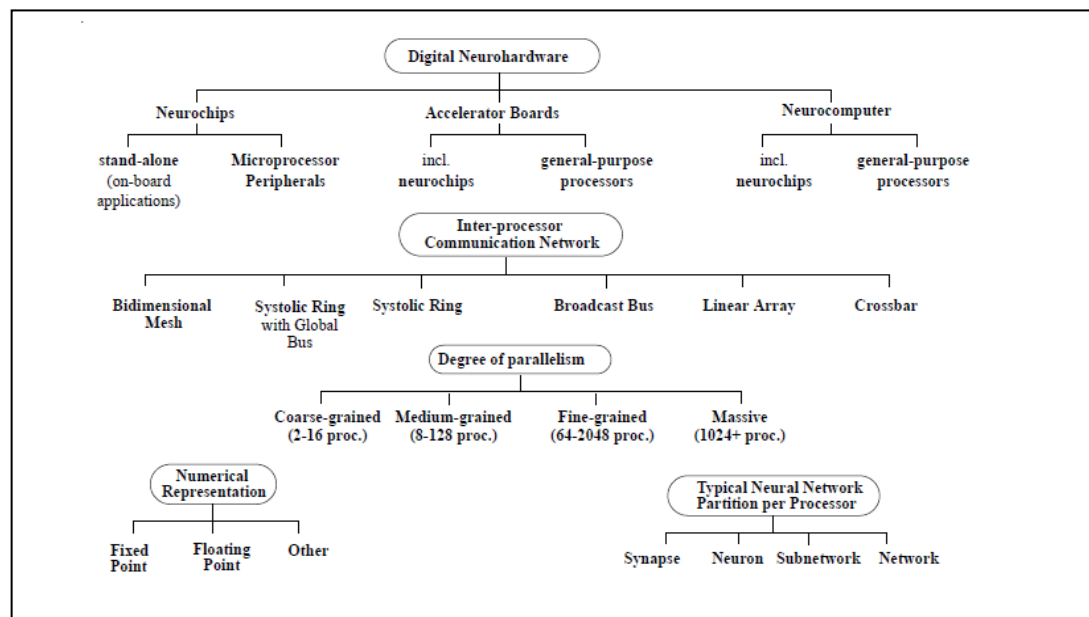 Digital Neurohardware
Neurochips Accelerator Boards Neurocomputer
stand-alone Microprocessor incl. general-purpose incl. general-purpose
(on-board Peripherals neurochips processors neurochips processors
applications)
Inter-processor
Communication Network
Bidimensional Systolic Ring Systolic Ring Broadcast Bus Linear Array Crossbar
Mesh with Global
Bus
Degree of parallelism
Coarse-grained Medium-grained Fine-grained Massive
(2-16 proc.) (8-128 proc.) (64-2048 proc.) (1024+ proc.)
Numerical
Representation
Typical Neural Network
Partition per Processor
Fixed Floating Other
Point Point
Synapse Neuron Subnetwork Network